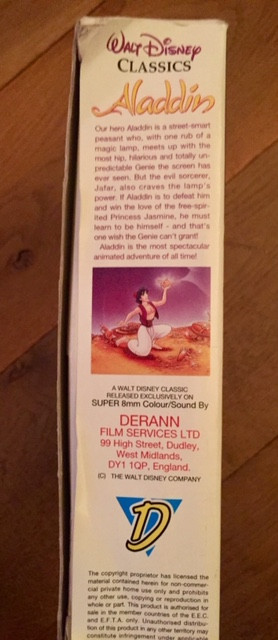 WALT DISNEY
CLASSICS
Aladdin
Our hero Aladdin is a street-smart
peasant who, with one rub of a
magic lamp, meets up with the
most hip, hilarious and totally un-
predictable Genie the screen has
ever seen. But the evil sorcerer,
Jafar, also craves the lamp's
power. If Aladdin is to defeat him
and win the love of the free-spir-
ited Princess Jasmine, he must
learn to be himself - and that's
one wish the Genie can't grant!
Aladdin is the most spectacular
animated adventure of all time!
A WALT DISNEY CLASSIC
RELEASED EXCLUSIVELY ON
SUPER 8mm Colour/Sound By
DERANN
FILM SERVICES LTD
99 High Street, Dudley,
West Midlands,
DY1 1QP, England.
(C) THE WALT DISNEY COMPANY
D
The copyright proprietor has licensed the
material contained herein for non-commer-
cial private home use only and prohibits
any other use, copying or reproduction in
whole or part. This product is authorised for
sale in the member countries of the E.E.C.
and E.F.T.A. only. Unauthorised distribu-
tion of this product in any other territory may
constitute infringement under applicable